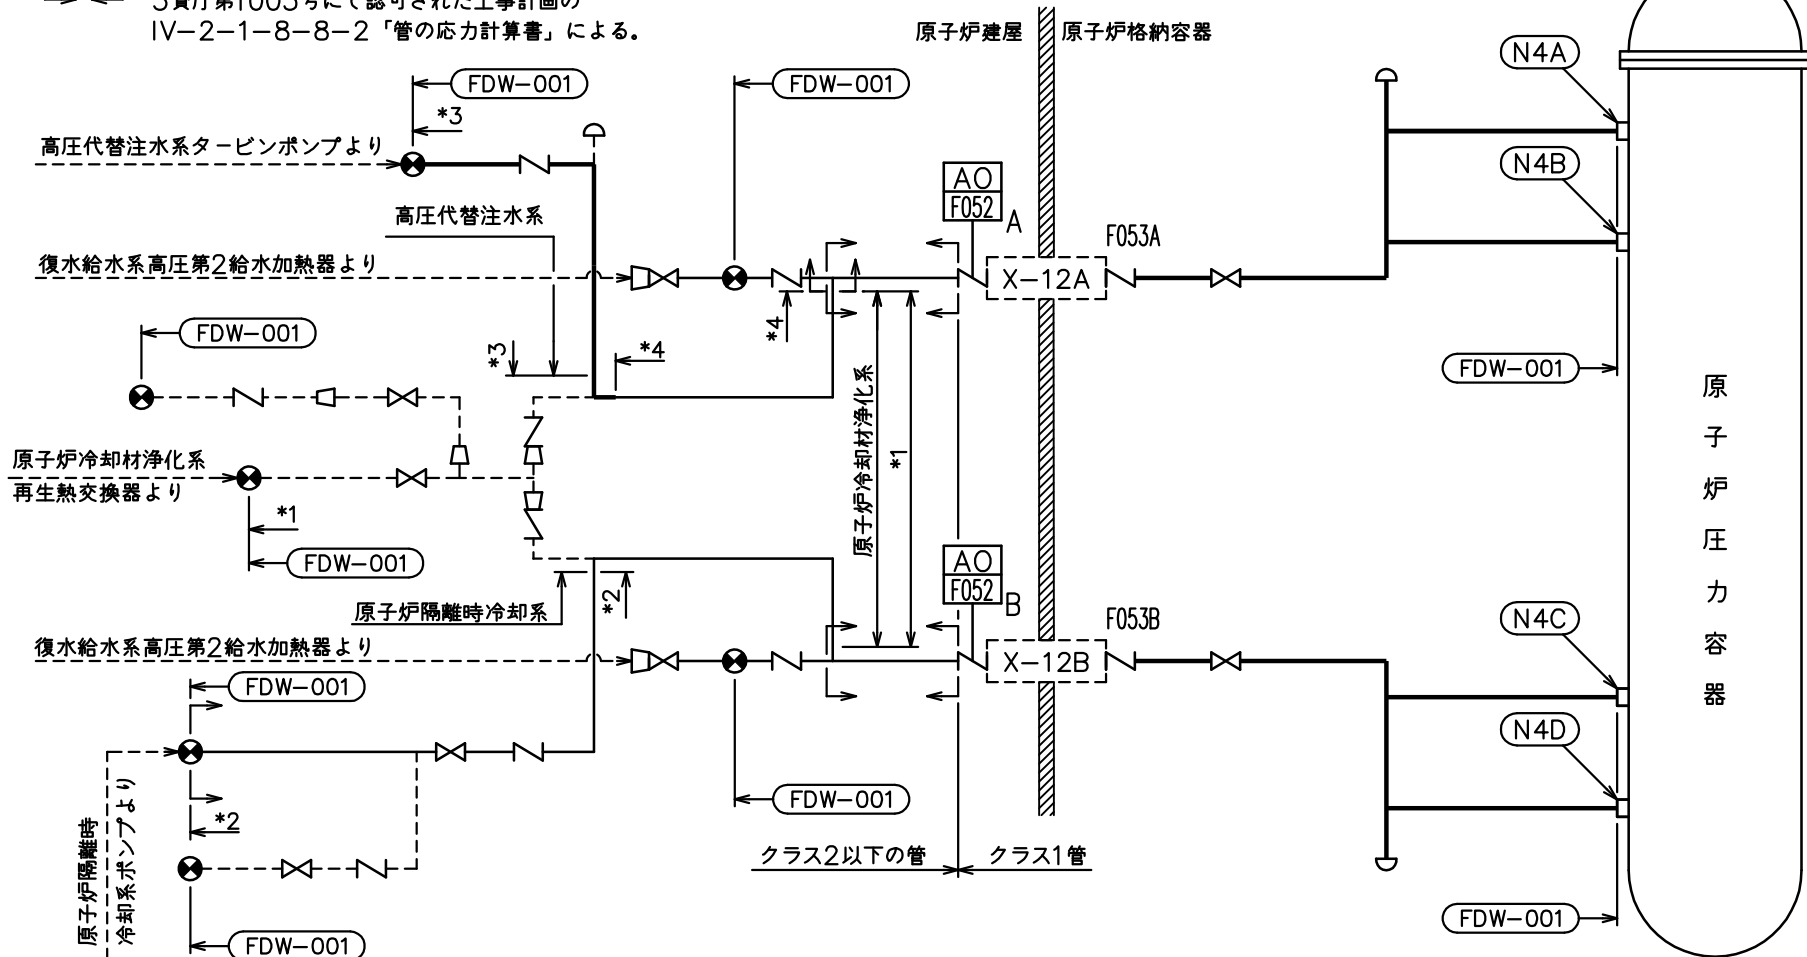 IV-2-1-8-8-2「管の応力計算書」による。
原子炉建屋
原子炉格納容器
N4A
FDW-001
FDW-001
*3
高圧代替注水系タービンポンプより
N4B
AO
F052
A
高圧代替注水系
F053A
復水給水系高圧第2給水加熱器より
X-12A
*4
FDW-001
*3
*4
FDW-001
原子炉冷却材浄化系
*1
原子炉圧力容器
原子炉冷却材浄化系
再生熱交換器より
*1
FDW-001
AO
F052
B
原子炉隔離時冷却系
*2
F053B
N4C
復水給水系高圧第2給水加熱器より
X-12B
FDW-001
N4D
FDW-001
原子炉隔離時
冷却系ポンプより
*2
クラス2以下の管
クラス1管
FDW-001
FDW-001